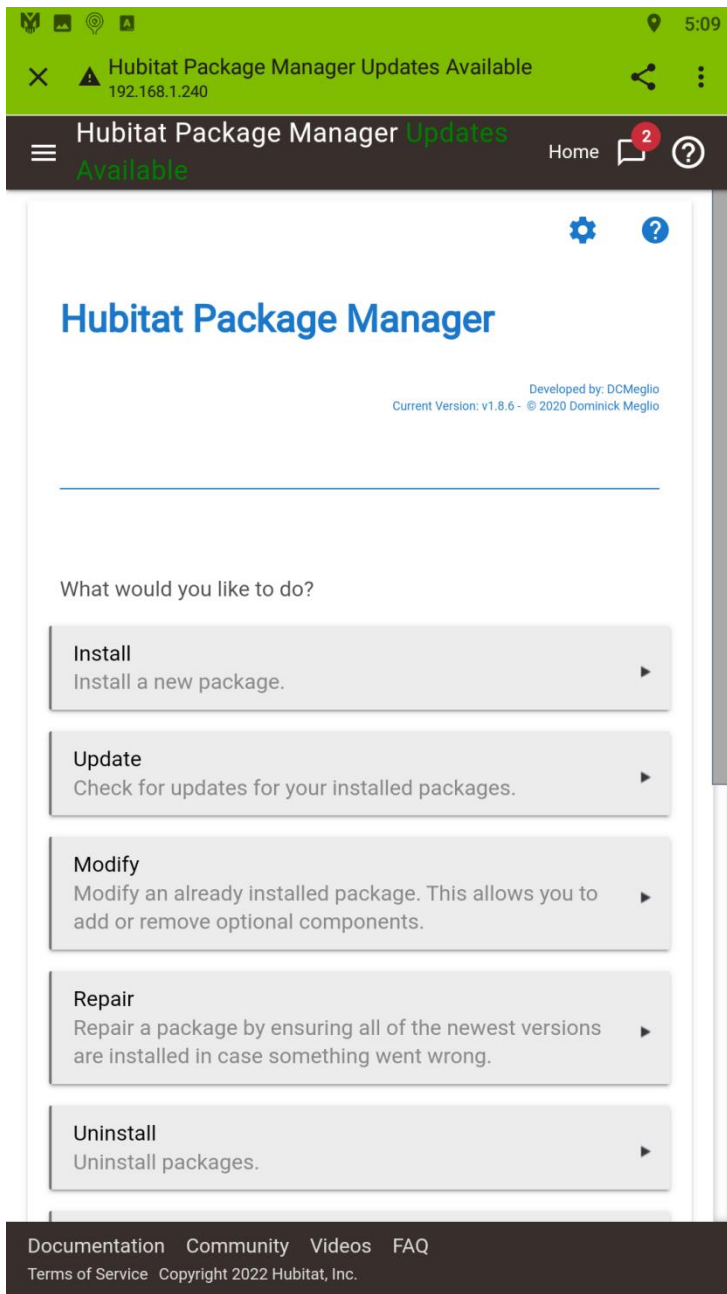 5:09
Hubitat Package Manager Updates Available
192.168.1.240
Hubitat Package Manager Updates
Available
Home
2
Hubitat Package Manager
Developed by: DCMeglio
Current Version: v1.8.6 - © 2020 Dominick Meglio
What would you like to do?
Install
Install a new package.
Update
Check for updates for your installed packages.
Modify
Modify an already installed package. This allows you to
add or remove optional components.
Repair
Repair a package by ensuring all of the newest versions
are installed in case something went wrong.
Uninstall
Uninstall packages.
Documentation Community Videos FAQ
Terms of Service Copyright 2022 Hubitat, Inc.